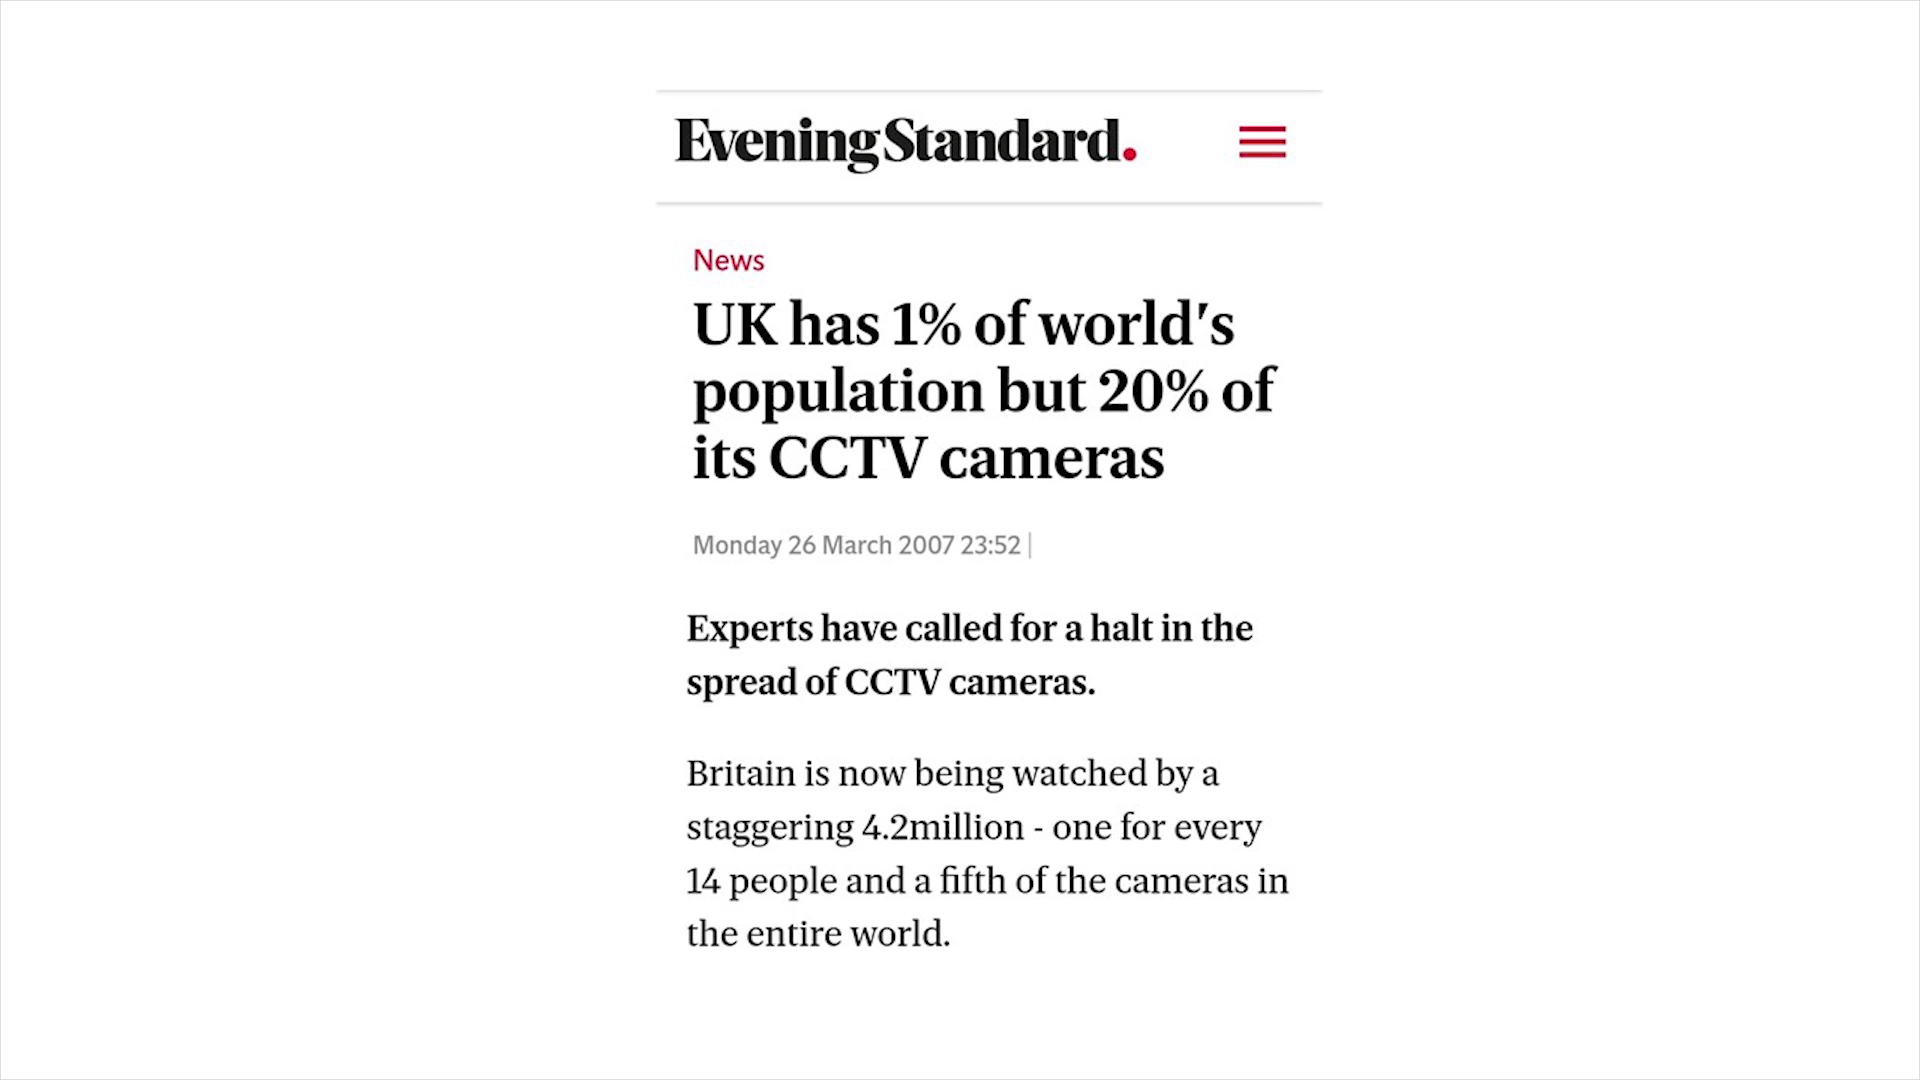 Evening Standard.
News
UK has 1% of world's
population but 20% of
its CCTV cameras
Monday 26 March 2007 23:52
Experts have called for a halt in the
spread of CCTV cameras.
Britain is now being watched by a
staggering 4.2million - one for every
14 people and a fifth of the cameras in
the entire world.